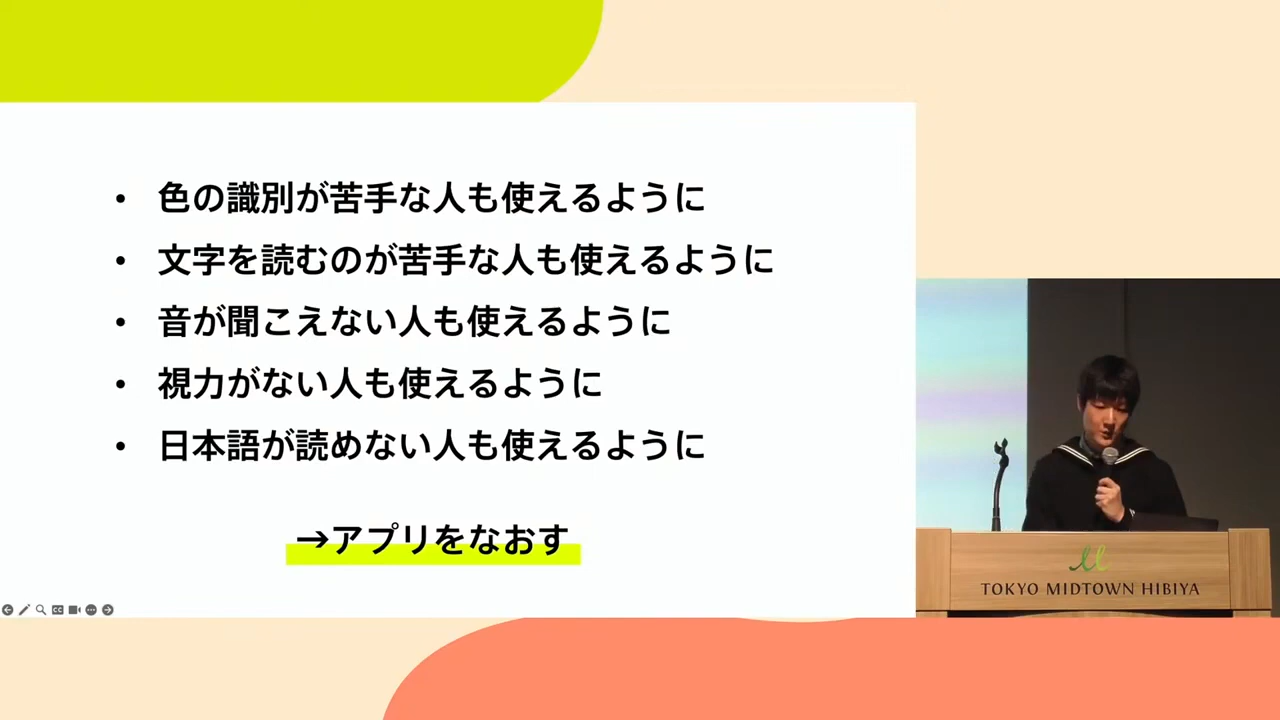 • 色の識別が苦手な人も使えるように
• 文字を読むのが苦手な人も使えるように
• 音が聞こえない人も使えるように
• 視力がない人も使えるように
• 日本語が読めない人も使えるように
→アプリをなおす
TOKYO MIDTOWN HIBIYA